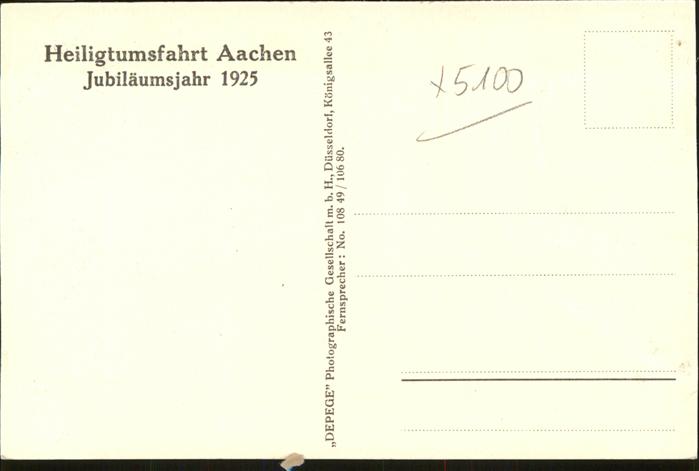 Heiligtumsfahrt Aachen
Jubiläumsjahr 1925
„DEPEGE” Photographische Gesellschaft m. b. H., Düsseldorf, Königsallee 43
Fernsprecher: No. 108 49 / 106 80.
x5100